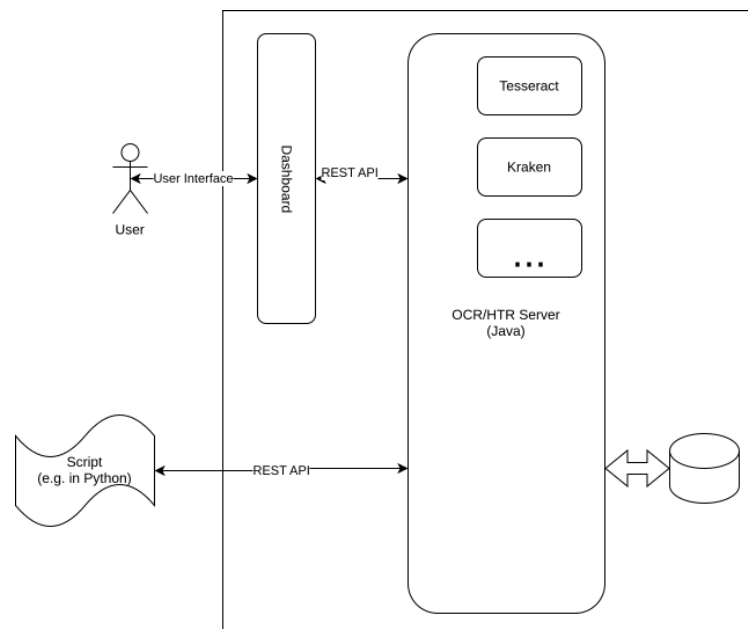 Tesseract
Kraken
...
OCR/HTR Server
(Java)
Dashboard
REST API
User Interface
User
Script
(e.g. in Python)
REST API